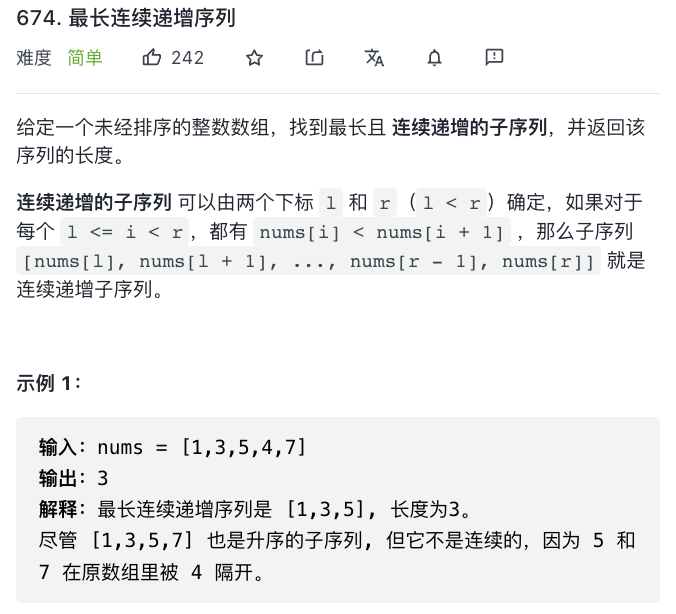 674. 最长连续递增序列
难度 简单 242
给定一个未经排序的整数数组，找到最长且 连续递增的子序列，并返回该
序列的长度。
连续递增的子序列 可以由两个下标 l 和 r（l < r）确定，如果对于
每个 l <= i < r，都有 nums[i] < nums[i + 1] ，那么子序列
[nums[l], nums[l + 1], ..., nums[r - 1], nums[r]] 就是
连续递增子序列。
示例 1：
输入：nums = [1,3,5,4,7]
输出：3
解释：最长连续递增序列是 [1,3,5], 长度为3。
尽管 [1,3,5,7] 也是升序的子序列, 但它不是连续的，因为 5 和
7 在原数组里被 4 隔开。